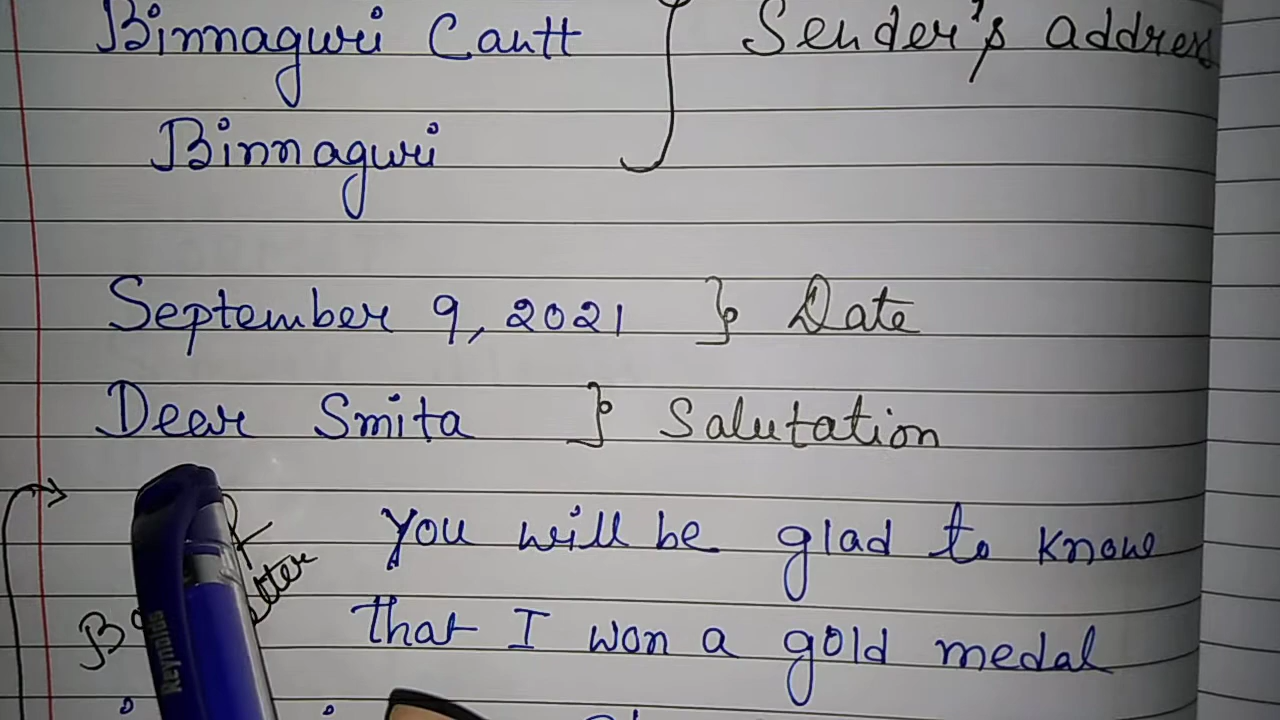 Binnaguri Cantt } Sender's address
Binnaguri
September 9, 2021 } Date
Dear Smita } Salutation
You will be glad to know
that I won a gold medal
Reynolds